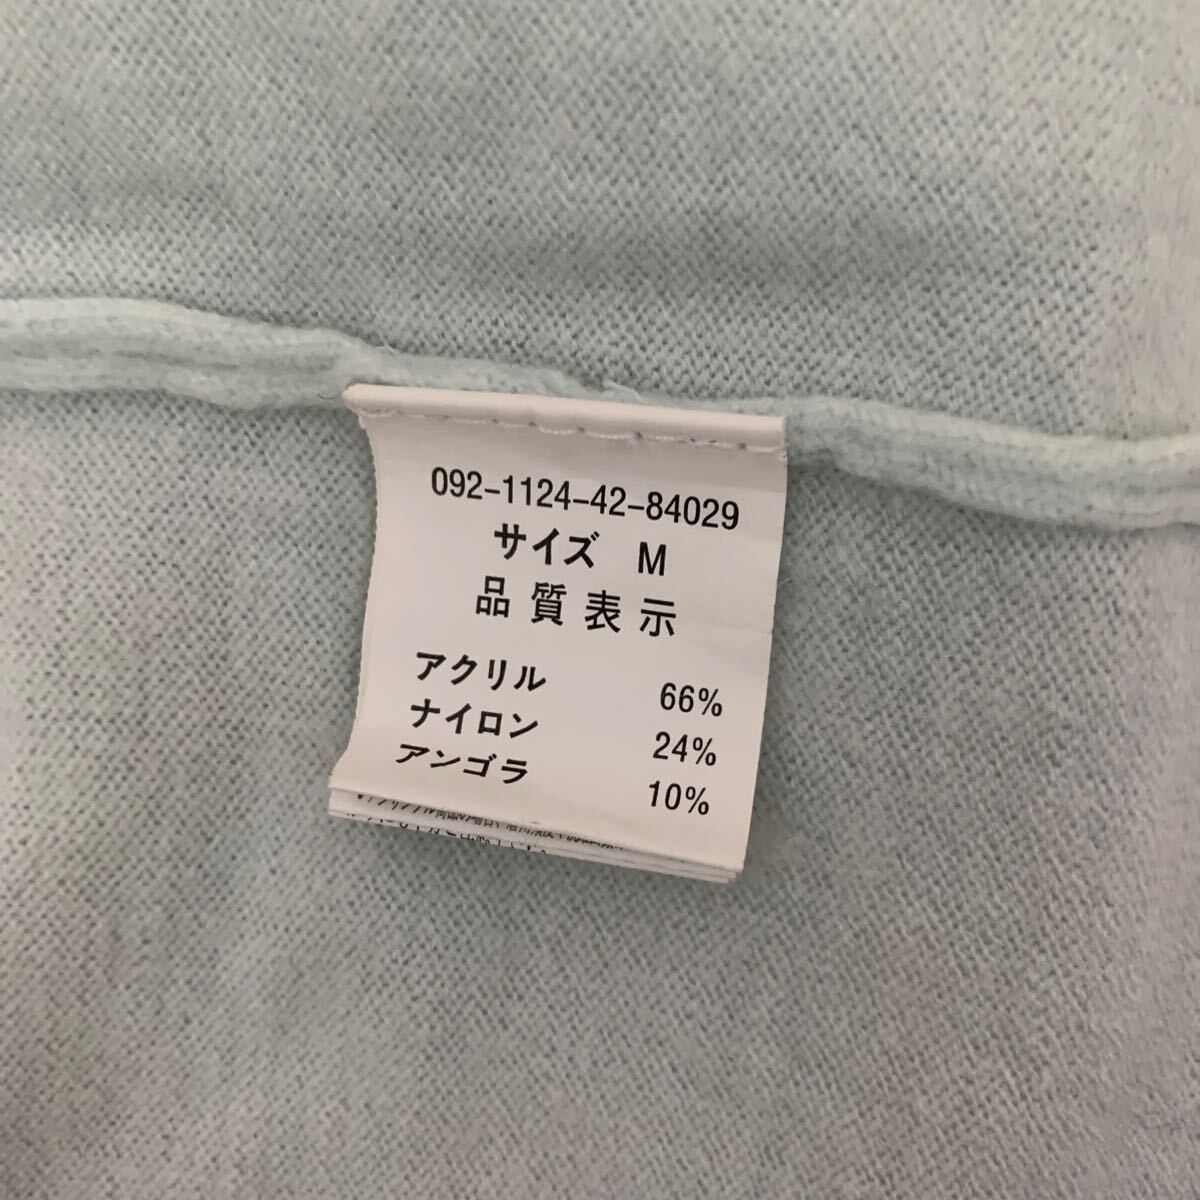 092-1124-42-84029
サイズ M
品質表示
アクリル 66%
ナイロン 24%
アンゴラ 10%